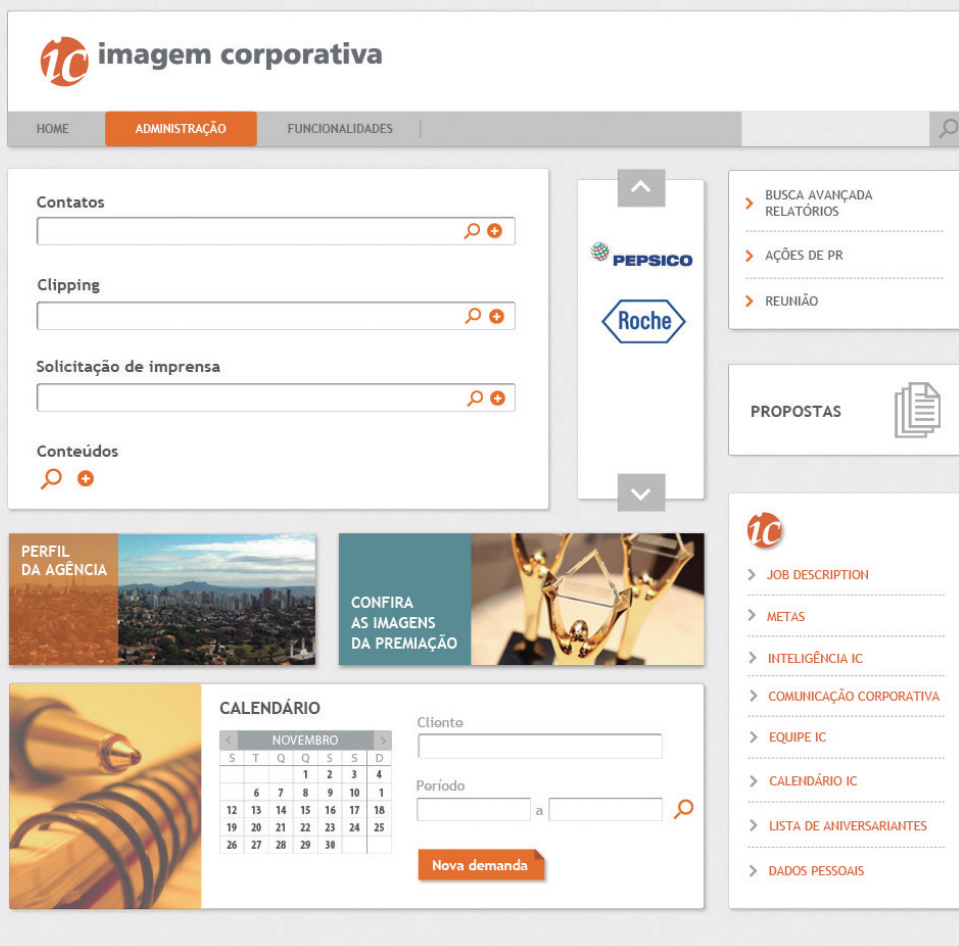 ic imagem corporativa
HOME ADMINISTRAÇÃO FUNCIONALIDADES
Contatos
Clipping
Solicitação de imprensa
Conteúdos
PEPSICO
Roche
BUSCA AVANÇADA
RELATÓRIOS
AÇÕES DE PR
REUNIÃO
PROPOSTAS
PERFIL
DA AGÊNCIA
CONFIRA
AS IMAGENS
DA PREMIAÇÃO
CALENDÁRIO
NOVEMBRO
S T Q Q S S D
1 2 3 4
6 7 8 9 10 1
12 13 14 15 16 17 18
19 20 21 22 23 24 25
26 27 28 29 30
Cliente
Período
a
Nova demanda
ic
JOB DESCRIPTION
METAS
INTELIGÊNCIA IC
COMUNICAÇÃO CORPORATIVA
EQUIPE IC
CALENDÁRIO IC
LISTA DE ANIVERSARIANTES
DADOS PESSOAIS